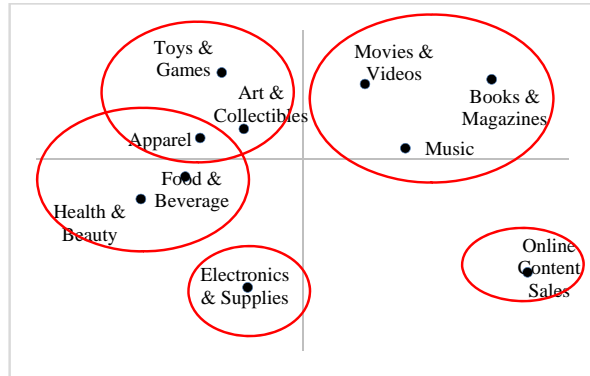 Toys &
Games
Movies &
Videos
Art &
Collectibles
Books &
Magazines
Apparel
Music
Food &
Beverage
Health &
Beauty
Electronics
& Supplies
Online
Content
Sales